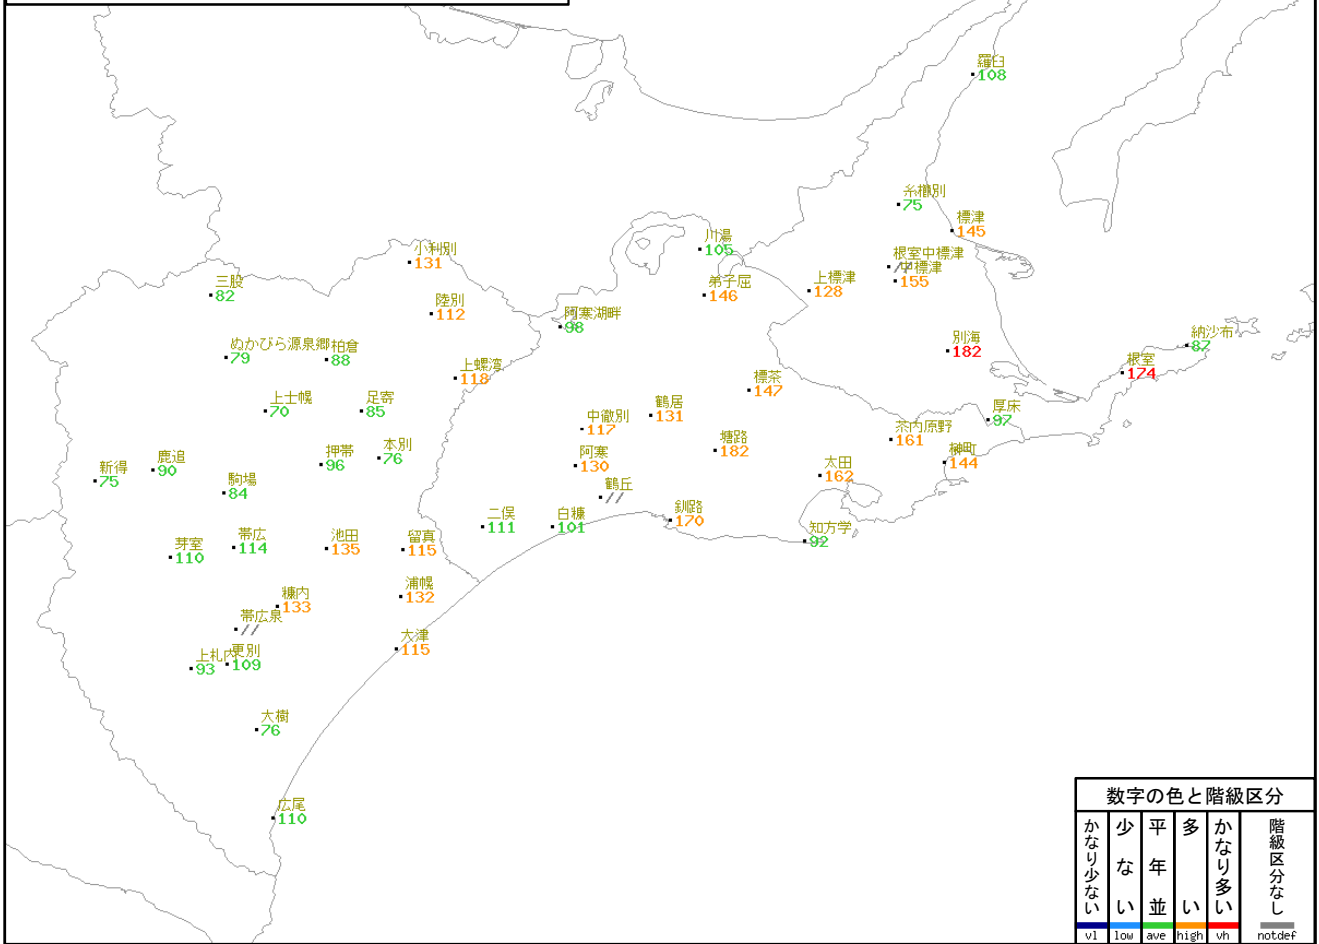 羅臼
108
糸櫛別
75
標津
145
川湯
105
根室中標津
//
中標津
155
小利別
131
三股
82
弟子屈
146
上標津
128
陸別
112
阿寒湖畔
98
納沙布
87
別海
182
ぬかびら源泉郷
79
柏倉
88
根室
174
上螺湾
118
標茶
147
上士幌
70
足寄
85
鶴居
131
厚床
97
中徹別
117
茶内原野
161
塘路
182
本別
76
押帯
96
鹿追
90
新得
75
阿寒
130
榊町
144
太田
162
駒場
84
鶴丘
//
二俣
111
白糠
101
釧路
170
知方学
92
帯広
114
池田
135
留真
115
芽室
110
浦幌
132
糠内
133
帯広泉
//
大津
115
上札内
93
更別
109
大樹
76
広尾
110
数字の色と階級区分
かなり少ない
少ない
平年並
多い
かなり多い
階級区分なし
vl
low
ave
high
vh
notdef